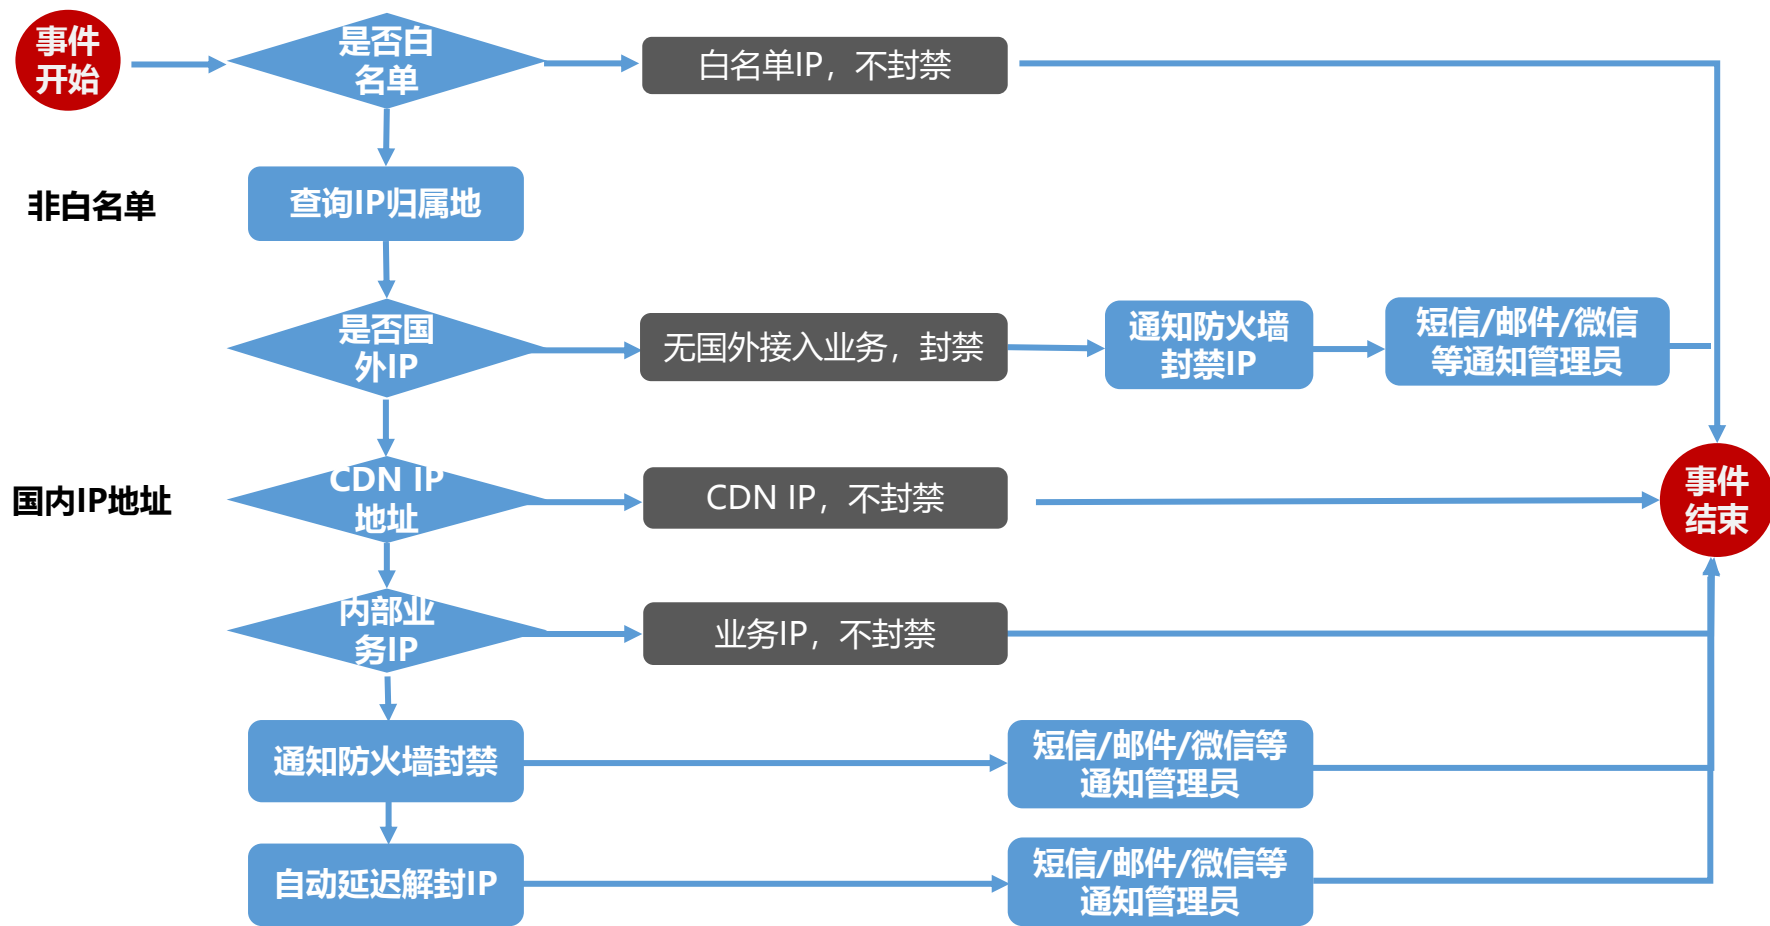 事件
开始
是否白
名单
白名单IP，不封禁
非白名单
查询IP归属地
是否国
外IP
无国外接入业务，封禁
通知防火墙
封禁IP
短信/邮件/微信
等通知管理员
国内IP地址
CDN IP
地址
CDN IP，不封禁
事件
结束
内部业
务IP
业务IP，不封禁
通知防火墙封禁
短信/邮件/微信等
通知管理员
自动延迟解封IP
短信/邮件/微信等
通知管理员